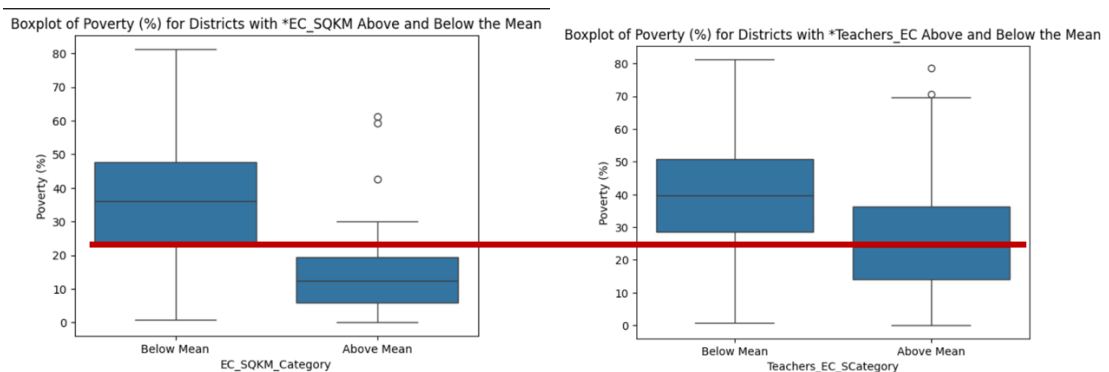 Boxplot of Poverty (%) for Districts with *EC_SQKM Above and Below the Mean
80
70
60
50
40
30
20
10
0
Poverty (%)
Below Mean
Above Mean
EC_SQKM_Category
Boxplot of Poverty (%) for Districts with *Teachers_EC Above and Below the Mean
80
70
60
50
40
30
20
10
0
Poverty (%)
Below Mean
Above Mean
Teachers_EC_SCategory